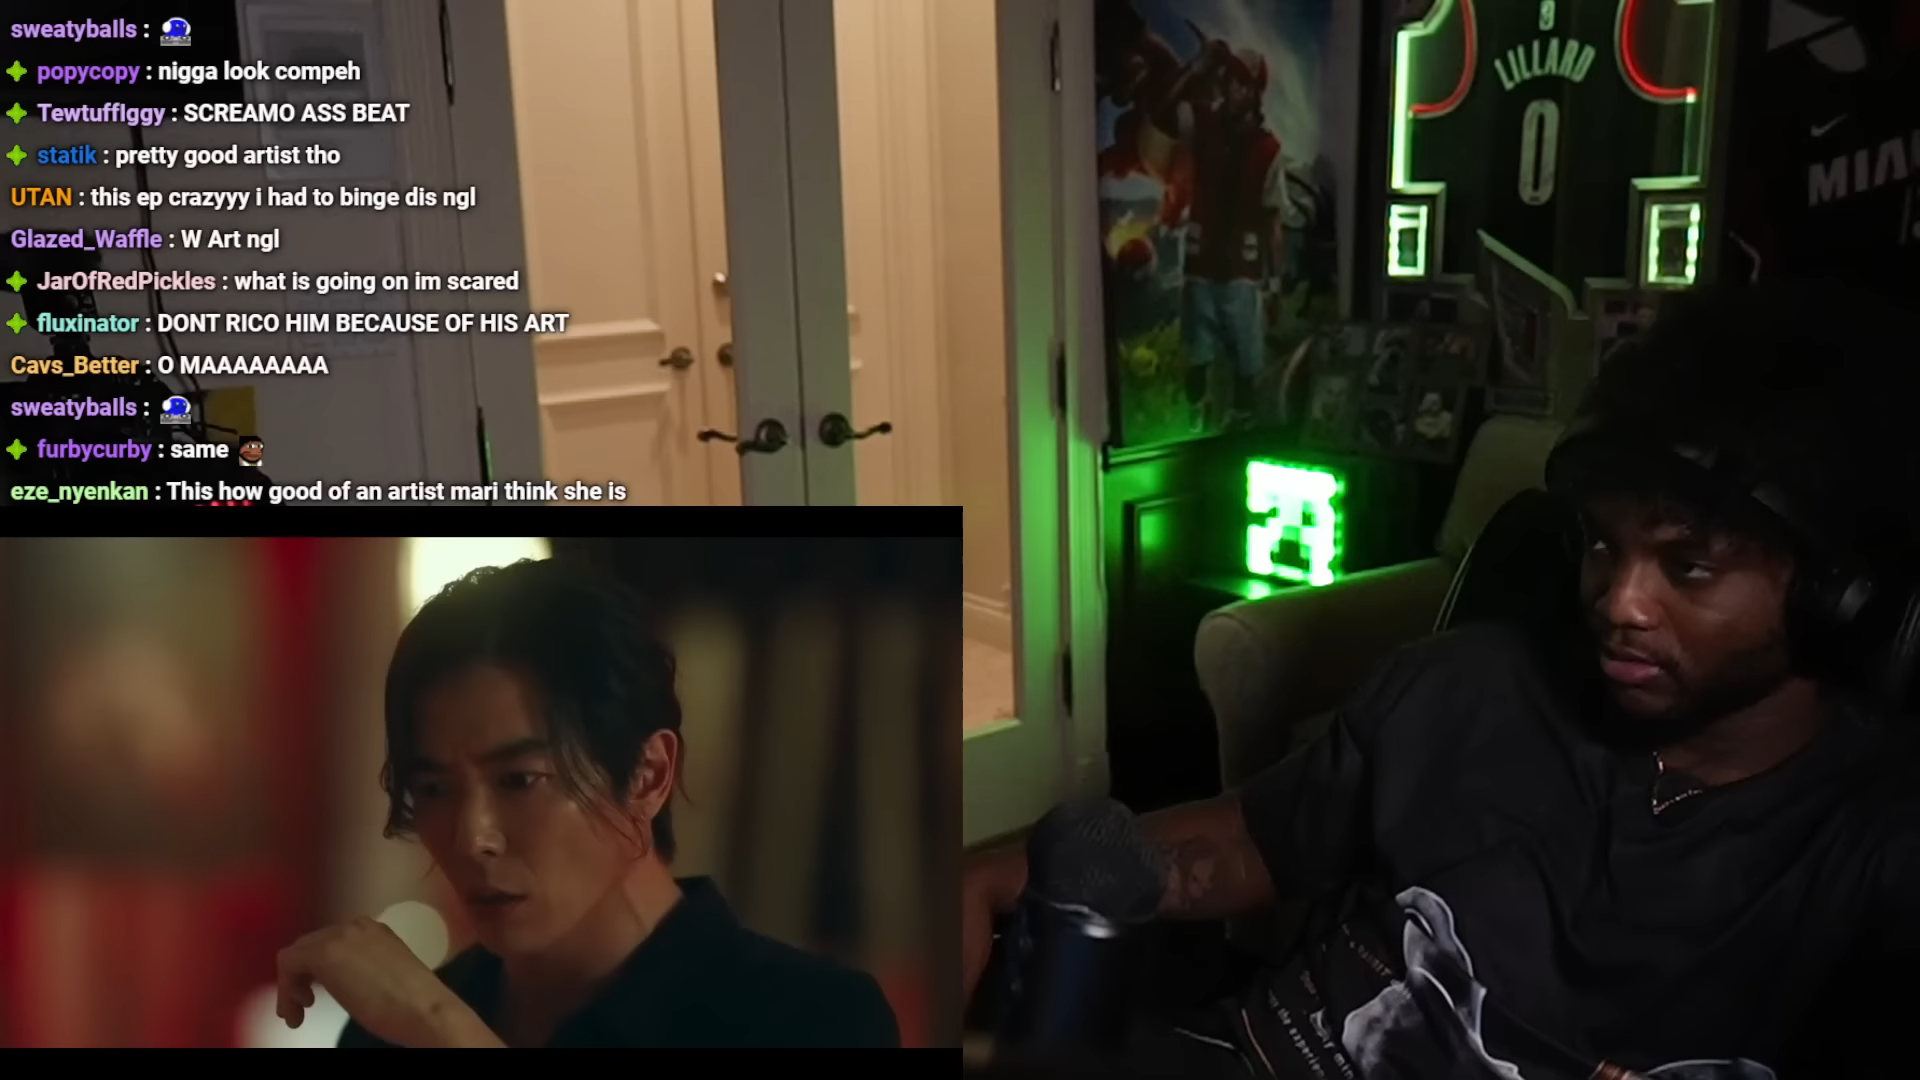 sweatyballs :
popycopy : nigga look compeh
TewtuffIggy : SCREAMO ASS BEAT
statik : pretty good artist tho
UTAN : this ep crazyyy i had to binge dis ngl
Glazed_Waffle : W Art ngl
JarOfRedPickles : what is going on im scared
fluxinator : DONT RICO HIM BECAUSE OF HIS ART
Cavs_Better : O MAAAAAAAA
sweatyballs :
furbycurby : same
eze_nyenkan : This how good of an artist mari think she is
LILLARD
0